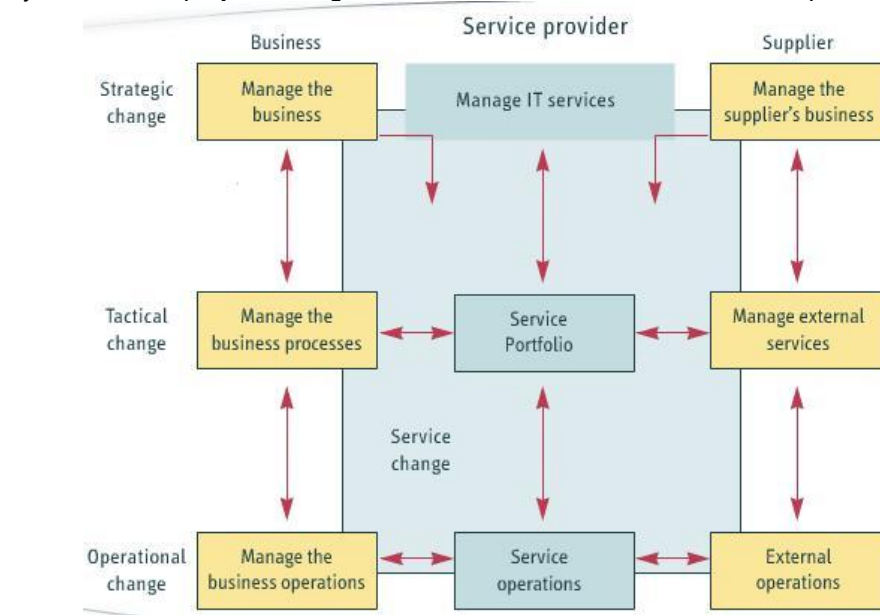 Service provider
Business
Supplier
Strategic
change
Manage the
business
Manage IT services
Manage the
supplier's business
Tactical
change
Manage the
business processes
Service
Portfolio
Manage external
services
Service
change
Operational
change
Manage the
business operations
Service
operations
External
operations